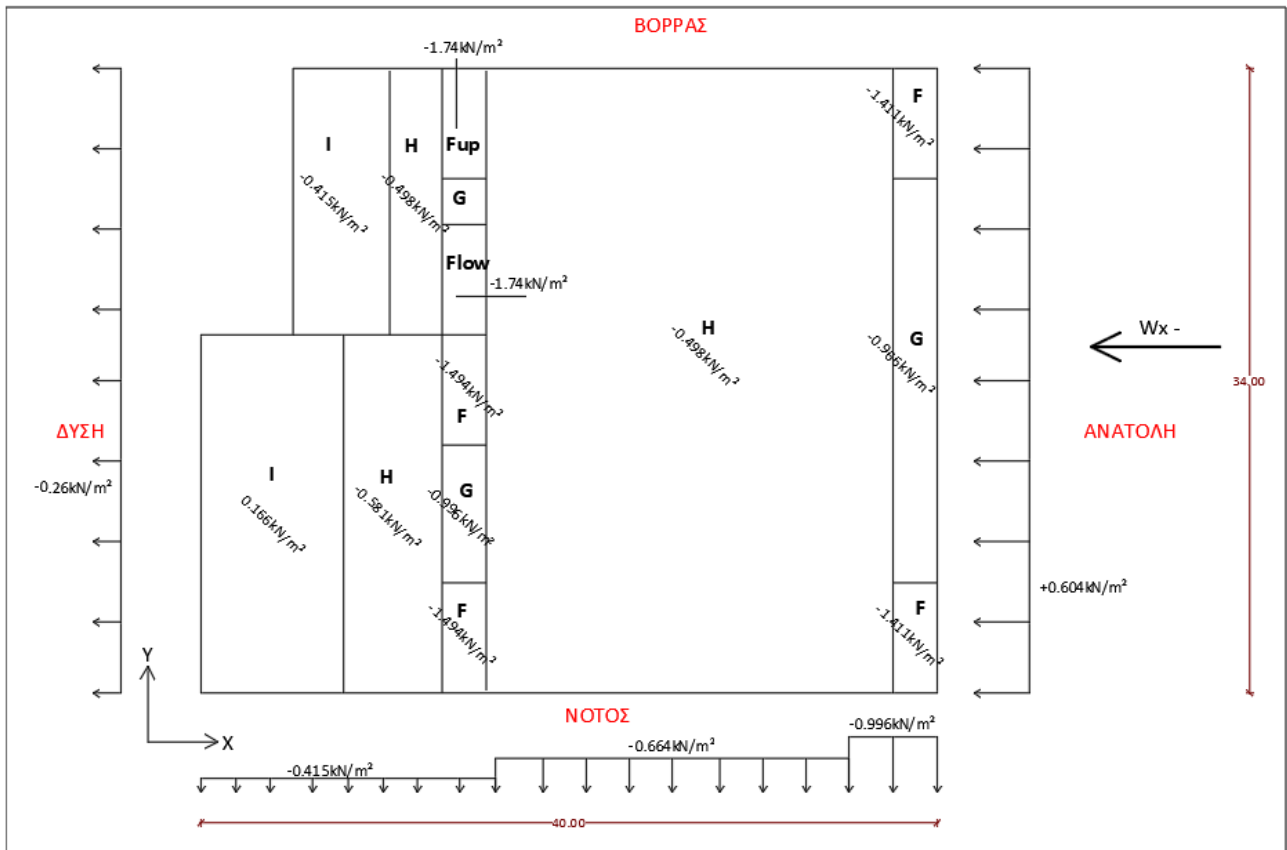 ΒΟΡΡΑΣ
-1.74kN/m²
F
-1.411kN/m²
I
H
Fup
-0.415kN/m²
-0.498kN/m²
G
Flow
-1.74kN/m²
H
-0.498kN/m²
G
-0.966kN/m²
Wx -
34.00
-1.494kN/m²
F
ΔΥΣΗ
ΑΝΑΤΟΛΗ
-0.26kN/m²
I
0.166kN/m²
H
-0.581kN/m²
G
-0.996kN/m²
+0.604kN/m²
F
-1.494kN/m²
F
-1.411kN/m²
Y
X
ΝΟΤΟΣ
-0.996kN/m²
-0.664kN/m²
-0.415kN/m²
40.00